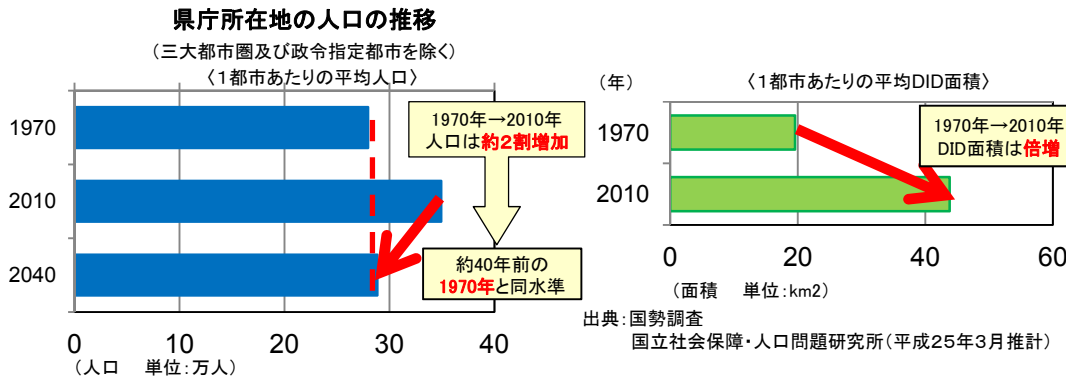 県庁所在地の人口の推移
（三大都市圏及び政令指定都市を除く）
〈1都市あたりの平均人口〉
1970
2010
2040
0 10 20 30 40
（人口　単位：万人）
1970年→2010年
人口は約２割増加
約40年前の
1970年と同水準
（年）
〈1都市あたりの平均DID面積〉
1970
2010
0 20 40 60
（面積　単位：km2）
1970年→2010年
DID面積は倍増
出典：国勢調査
国立社会保障・人口問題研究所（平成２５年３月推計）